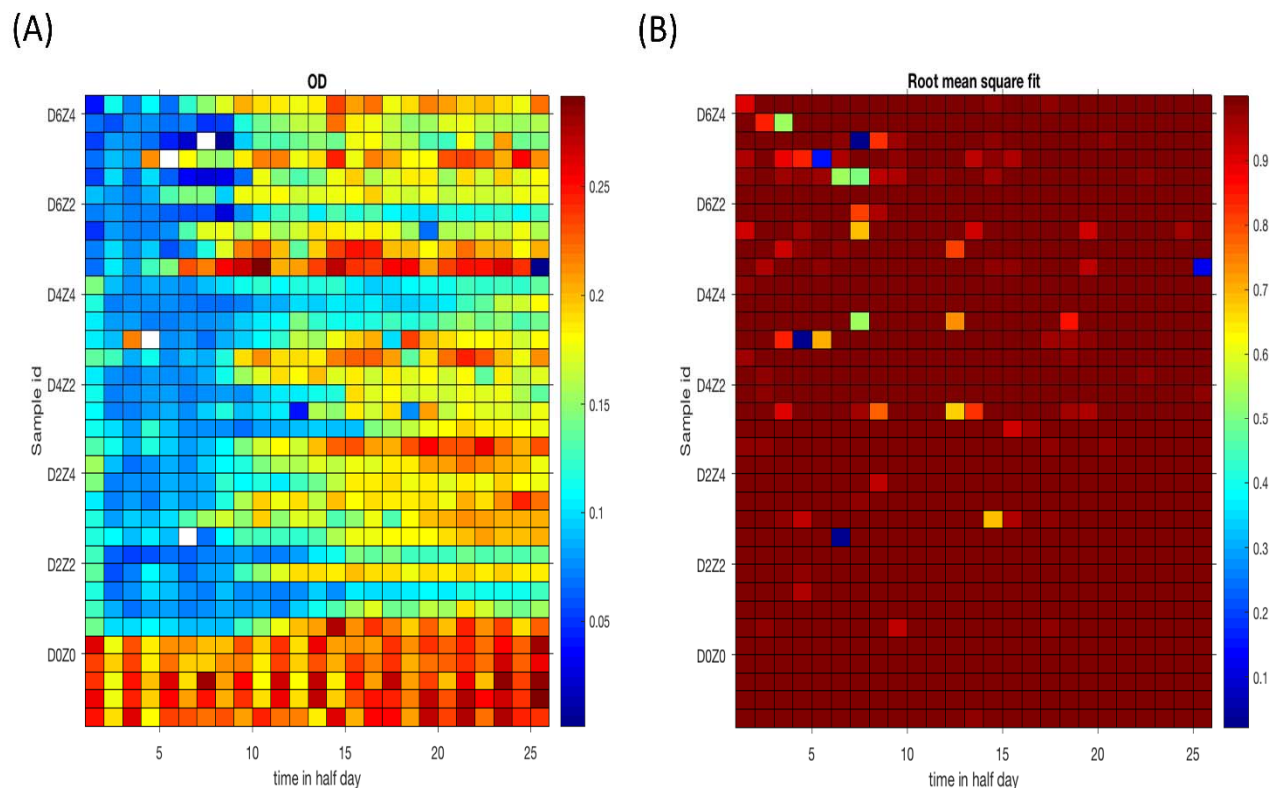 (A)
(B)
OD
Root mean square fit
D6Z4
D6Z2
D4Z4
D4Z2
D2Z4
D2Z2
D0Z0
Sample id
5
10
15
20
25
time in half day
0.25
0.2
0.15
0.1
0.05
D6Z4
D6Z2
D4Z4
D4Z2
D2Z4
D2Z2
D0Z0
Sample id
5
10
15
20
25
time in half day
0.9
0.8
0.7
0.6
0.5
0.4
0.3
0.2
0.1